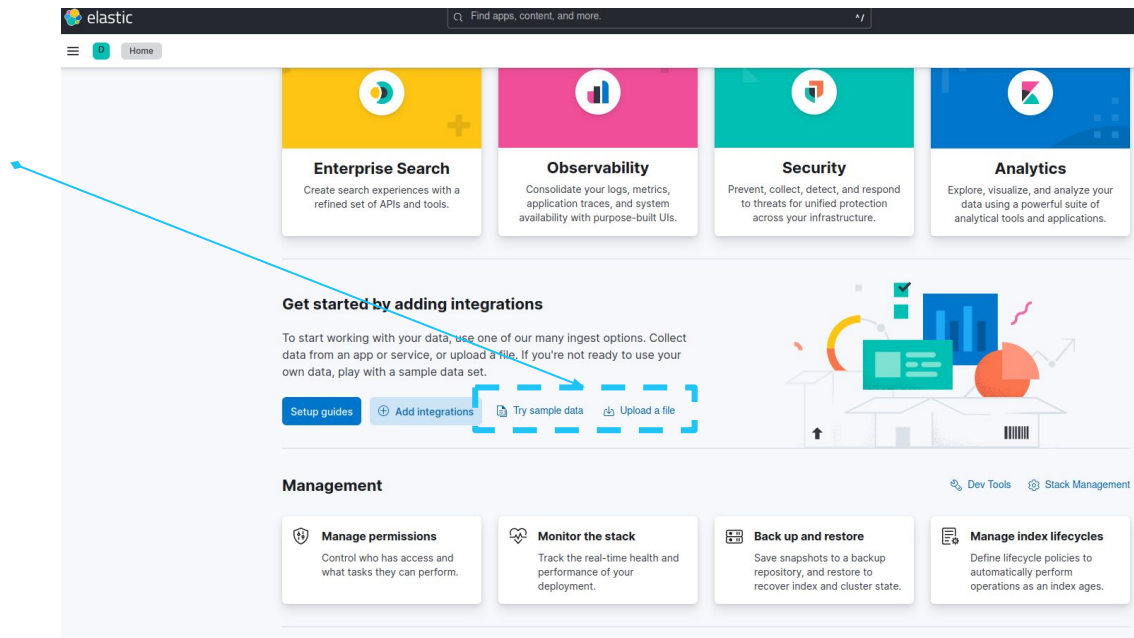 elastic
Find apps, content, and more.
^/
D
Home
Enterprise Search
Create search experiences with a
refined set of APIs and tools.
Observability
Consolidate your logs, metrics,
application traces, and system
availability with purpose-built UIs.
Security
Prevent, collect, detect, and respond
to threats for unified protection
across your infrastructure.
Analytics
Explore, visualize, and analyze your
data using a powerful suite of
analytical tools and applications.
Get started by adding integrations
To start working with your data, use one of our many ingest options. Collect
data from an app or service, or upload a file. If you're not ready to use your
own data, play with a sample data set.
Setup guides
Add integrations
Try sample data
Upload a file
Management
Dev Tools
Stack Management
Manage permissions
Control who has access and
what tasks they can perform.
Monitor the stack
Track the real-time health and
performance of your
deployment.
Back up and restore
Save snapshots to a backup
repository, and restore to
recover index and cluster state.
Manage index lifecycles
Define lifecycle policies to
automatically perform
operations as an index ages.